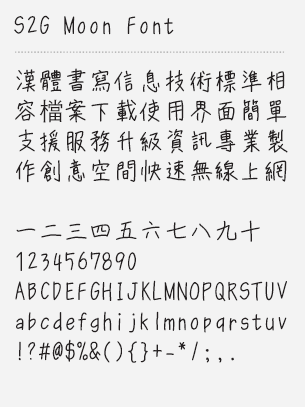 S2G Moon Font
漢體書寫信息技術標準相
容檔案下載使用界面簡單
支援服務升級資訊專業製
作創意空間快速無線上網
一二三四五六七八九十
1234567890
ABCDEFGHIJKLMNOPQRSTUV
abcdefghijklmnopqrstuv
!?#@$%&(){}+-*/;,.